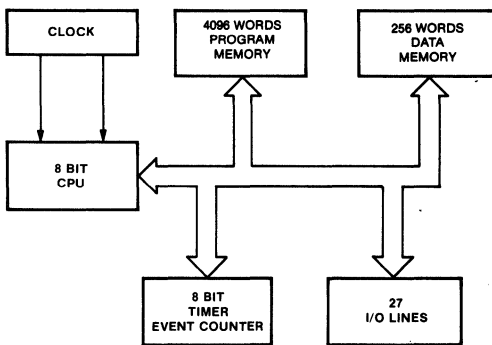 CLOCK
4096 WORDS
PROGRAM
MEMORY
256 WORDS
DATA
MEMORY
8 BIT
CPU
8 BIT
TIMER
EVENT COUNTER
27
I/O LINES